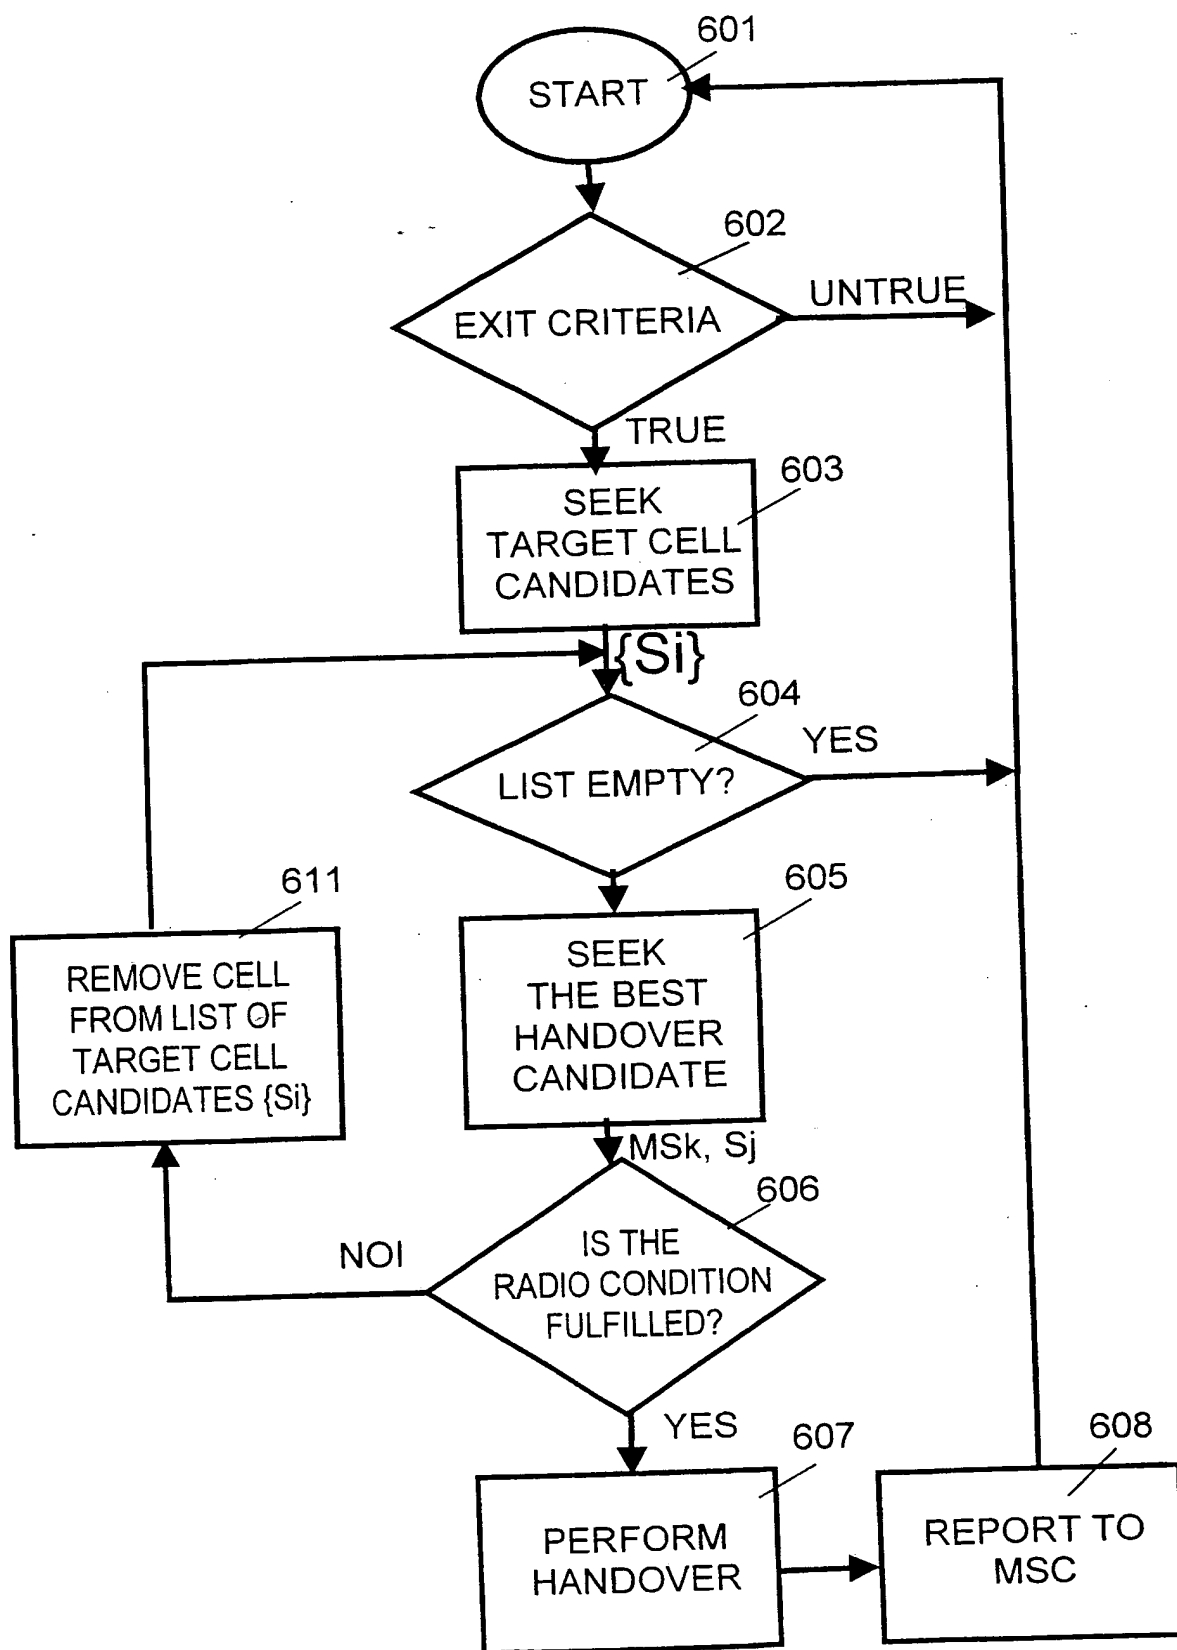 601
START
602
UNTRUE
EXIT CRITERIA
TRUE
603
SEEK
TARGET CELL
CANDIDATES
{Si}
604
YES
LIST EMPTY?
611
605
REMOVE CELL
FROM LIST OF
TARGET CELL
CANDIDATES {Si}
SEEK
THE BEST
HANDOVER
CANDIDATE
MSk, Sj
606
NOI
IS THE
RADIO CONDITION
FULFILLED?
YES
607
608
PERFORM
HANDOVER
REPORT TO
MSC